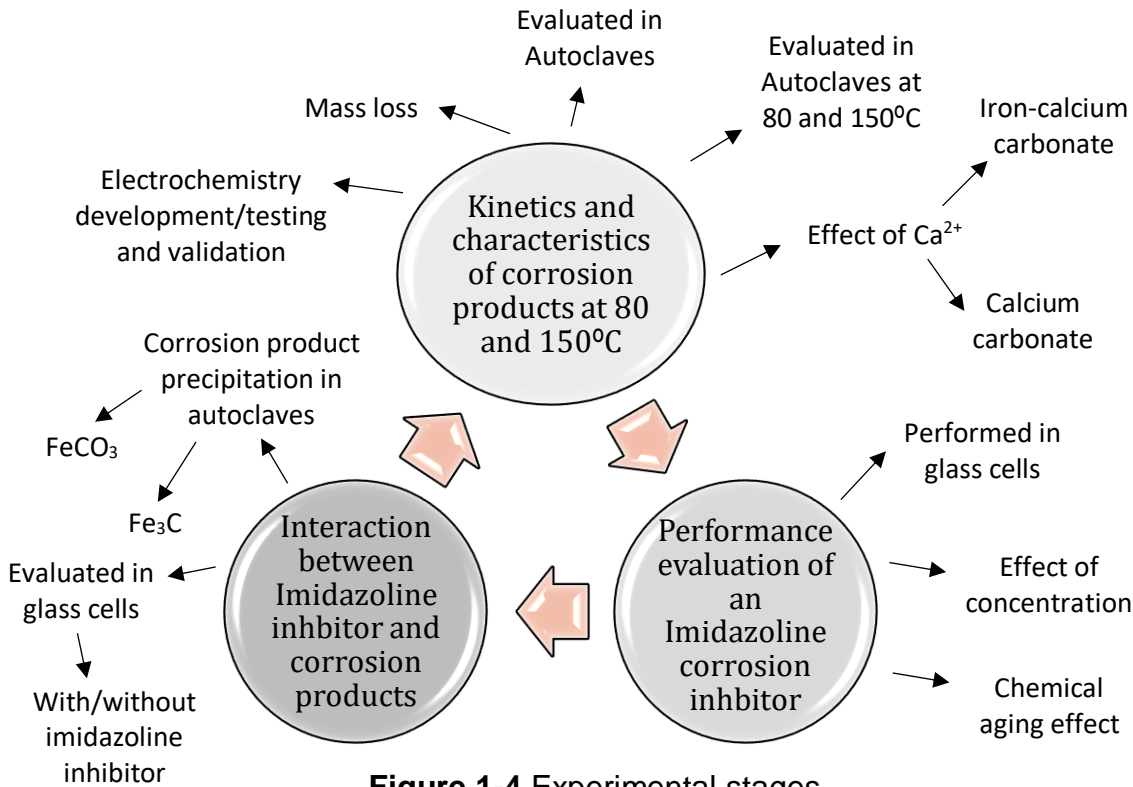 Evaluated in
Autoclaves
Evaluated in
Autoclaves at
80 and 150⁰C
Mass loss
Iron-calcium
carbonate
Electrochemistry
development/testing
and validation
Kinetics and
characteristics
of corrosion
products at 80
and 150⁰C
Effect of Ca²⁺
Calcium
carbonate
Corrosion product
precipitation in
autoclaves
FeCO₃
Fe₃C
Performed in
glass cells
Interaction
between
Imidazoline
inhbitor and
corrosion
products
Performance
evaluation of
an
Imidazoline
corrosion
inhbitor
Evaluated in
glass cells
With/without
imidazoline
inhibitor
Effect of
concentration
Chemical
aging effect
Figure 1-4 Experimental stages